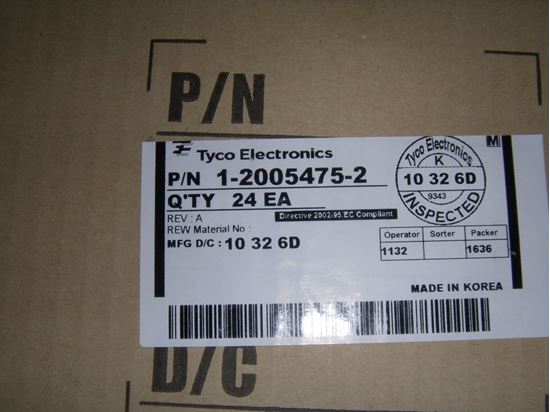 P/N
Tyco Electronics
M
P/N 1-2005475-2
Q'TY 24 EA
REV : A
Directive 2002-95/EC Compliant
REW Material No :
MFG D/C : 10 32 6D
Tyco Electronics
K
10 32 6D
9343
INSPECTED
Operator Sorter Packer
1132 1636
MADE IN KOREA
D/C